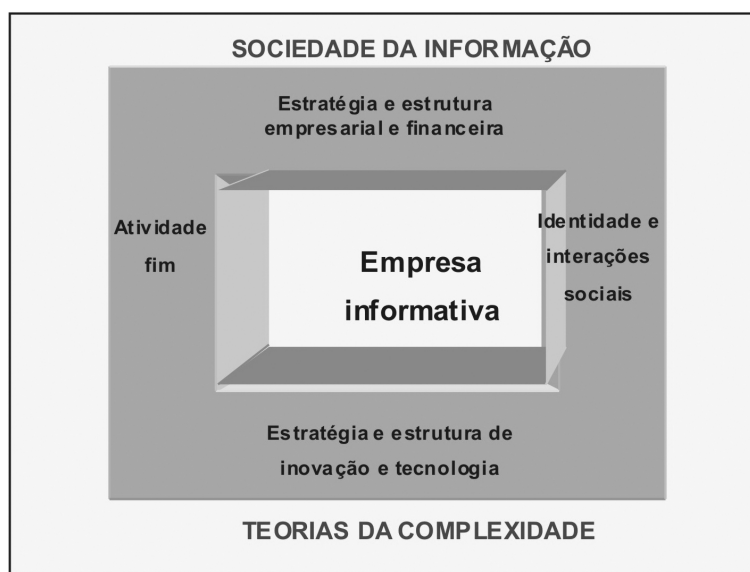 SOCIEDADE DA INFORMAÇÃO
Estratégia e estrutura
empresarial e financeira
Atividade
fim
Empresa
informativa
Identidade e
interações
sociais
Estratégia e estrutura de
inovação e tecnologia
TEORIAS DA COMPLEXIDADE